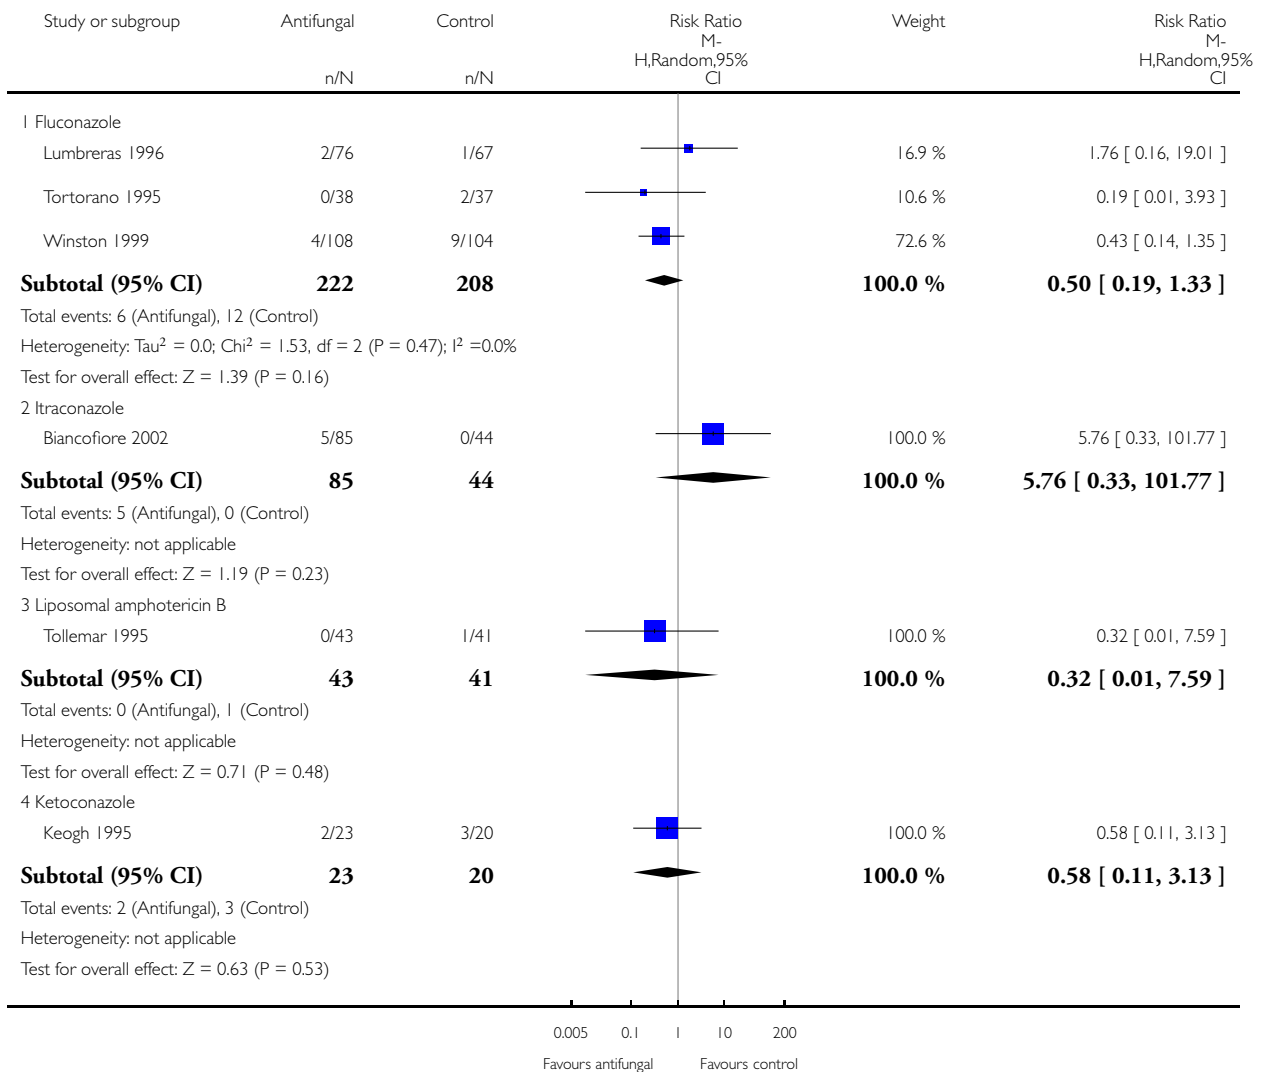 Study or subgroup Antifungal Control Risk Ratio Weight Risk Ratio
M- M-
H,Random,95% H,Random,95%
n/N n/N CI CI
1 Fluconazole
Lumbreras 1996 2/76 1/67 16.9 % 1.76 [ 0.16, 19.01 ]
Tortorano 1995 0/38 2/37 10.6 % 0.19 [ 0.01, 3.93 ]
Winston 1999 4/108 9/104 72.6 % 0.43 [ 0.14, 1.35 ]
Subtotal (95% CI) 222 208 100.0 % 0.50 [ 0.19, 1.33 ]
Total events: 6 (Antifungal), 12 (Control)
Heterogeneity: Tau² = 0.0; Chi² = 1.53, df = 2 (P = 0.47); I² =0.0%
Test for overall effect: Z = 1.39 (P = 0.16)
2 Itraconazole
Biancofiore 2002 5/85 0/44 100.0 % 5.76 [ 0.33, 101.77 ]
Subtotal (95% CI) 85 44 100.0 % 5.76 [ 0.33, 101.77 ]
Total events: 5 (Antifungal), 0 (Control)
Heterogeneity: not applicable
Test for overall effect: Z = 1.19 (P = 0.23)
3 Liposomal amphotericin B
Tollemar 1995 0/43 1/41 100.0 % 0.32 [ 0.01, 7.59 ]
Subtotal (95% CI) 43 41 100.0 % 0.32 [ 0.01, 7.59 ]
Total events: 0 (Antifungal), 1 (Control)
Heterogeneity: not applicable
Test for overall effect: Z = 0.71 (P = 0.48)
4 Ketoconazole
Keogh 1995 2/23 3/20 100.0 % 0.58 [ 0.11, 3.13 ]
Subtotal (95% CI) 23 20 100.0 % 0.58 [ 0.11, 3.13 ]
Total events: 2 (Antifungal), 3 (Control)
Heterogeneity: not applicable
Test for overall effect: Z = 0.63 (P = 0.53)
0.005 0.1 1 10 200
Favours antifungal Favours control